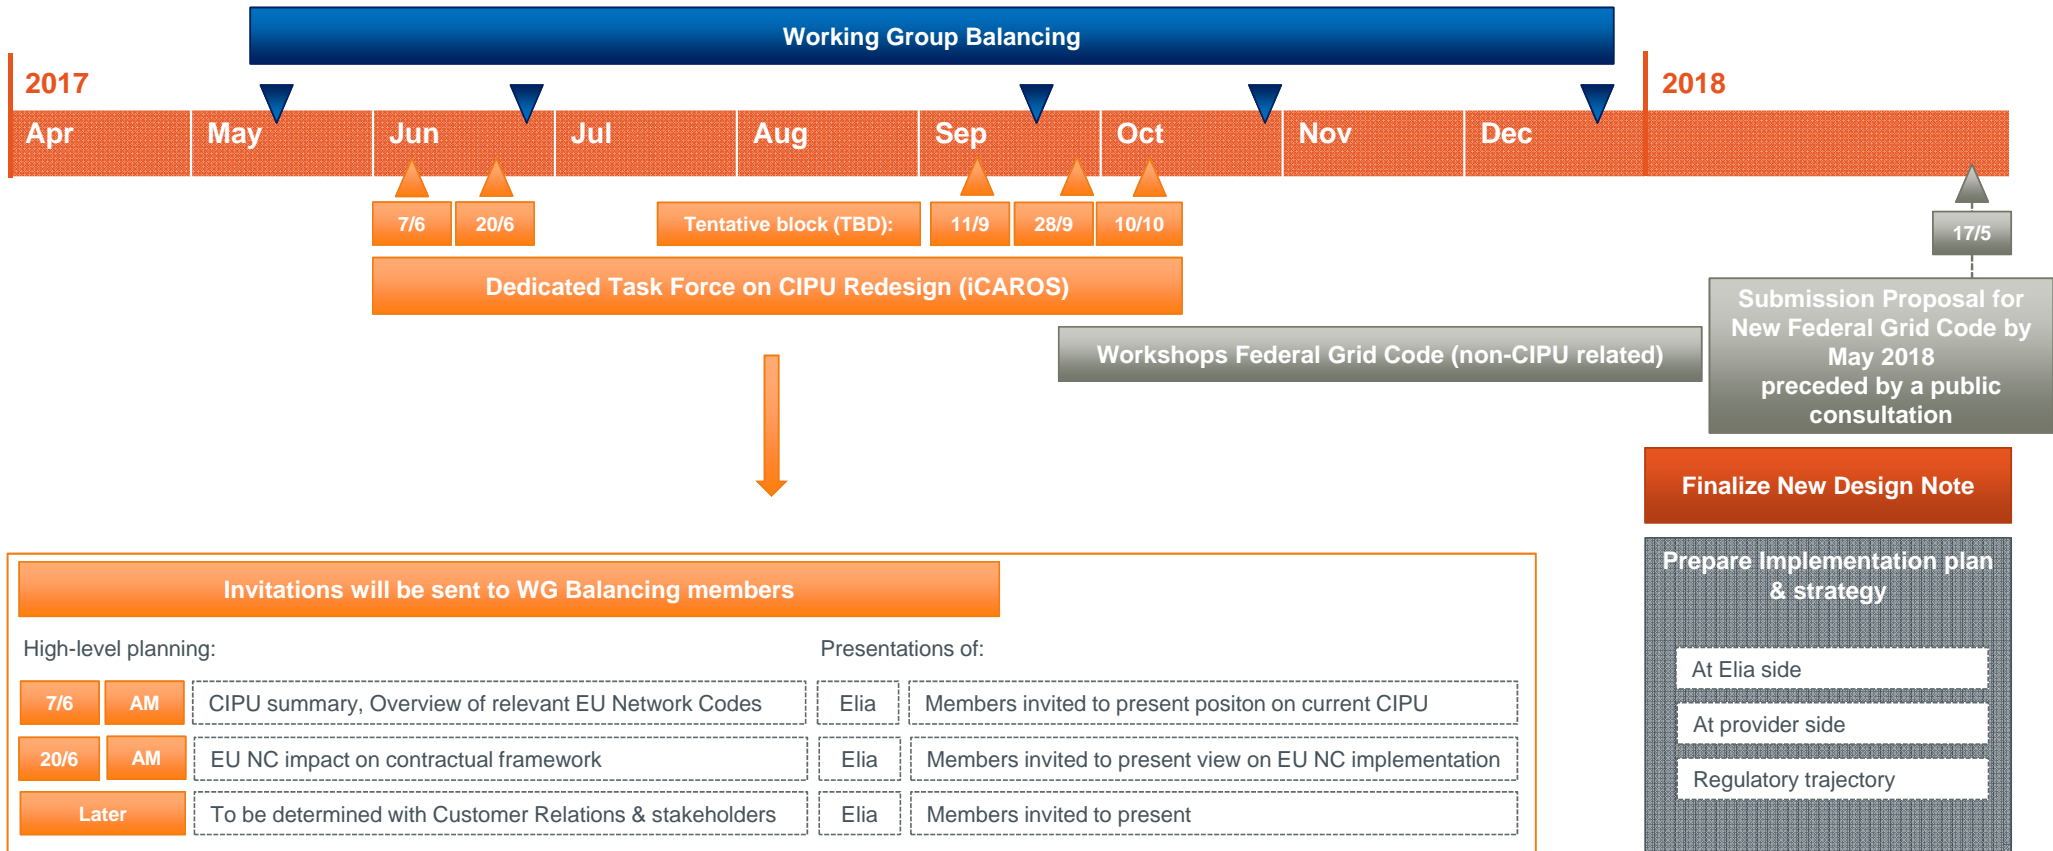 Working Group Balancing
2017
2018
Apr
May
Jun
Jul
Aug
Sep
Oct
Nov
Dec
7/6
20/6
Tentative block (TBD):
11/9
28/9
10/10
17/5
Dedicated Task Force on CIPU Redesign (iCAROS)
Workshops Federal Grid Code (non-CIPU related)
Submission Proposal for
New Federal Grid Code by
May 2018
preceded by a public
consultation
Finalize New Design Note
Prepare Implementation plan
& strategy
At Elia side
At provider side
Regulatory trajectory
Invitations will be sent to WG Balancing members
High-level planning:
Presentations of:
7/6
AM
CIPU summary, Overview of relevant EU Network Codes
Elia
Members invited to present positon on current CIPU
20/6
AM
EU NC impact on contractual framework
Elia
Members invited to present view on EU NC implementation
Later
To be determined with Customer Relations & stakeholders
Elia
Members invited to present